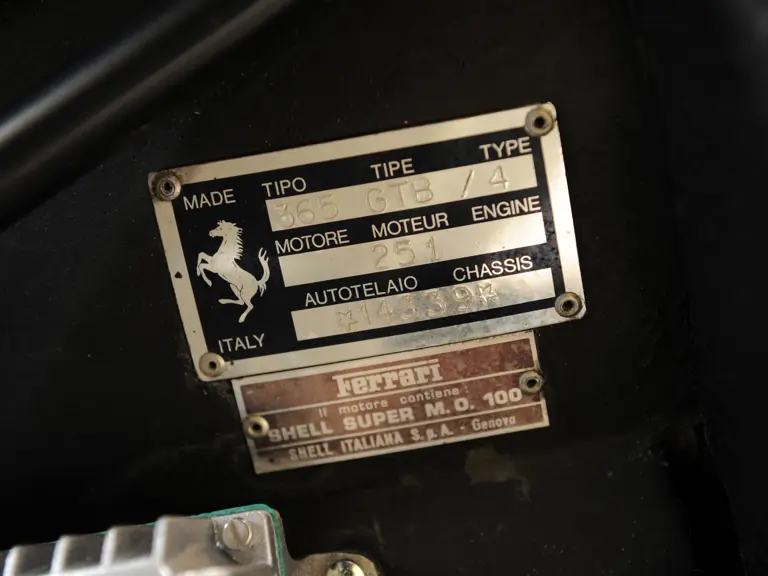 MADE TIPO TIPE TYPE
365 GTB / 4
MOTORE MOTEUR ENGINE
251
AUTOTELAIO CHASSIS
*14339*
ITALY
Ferrari
Il motore contiene:
SHELL SUPER M.O. 100
SHELL ITALIANA S.p.A. - Genova